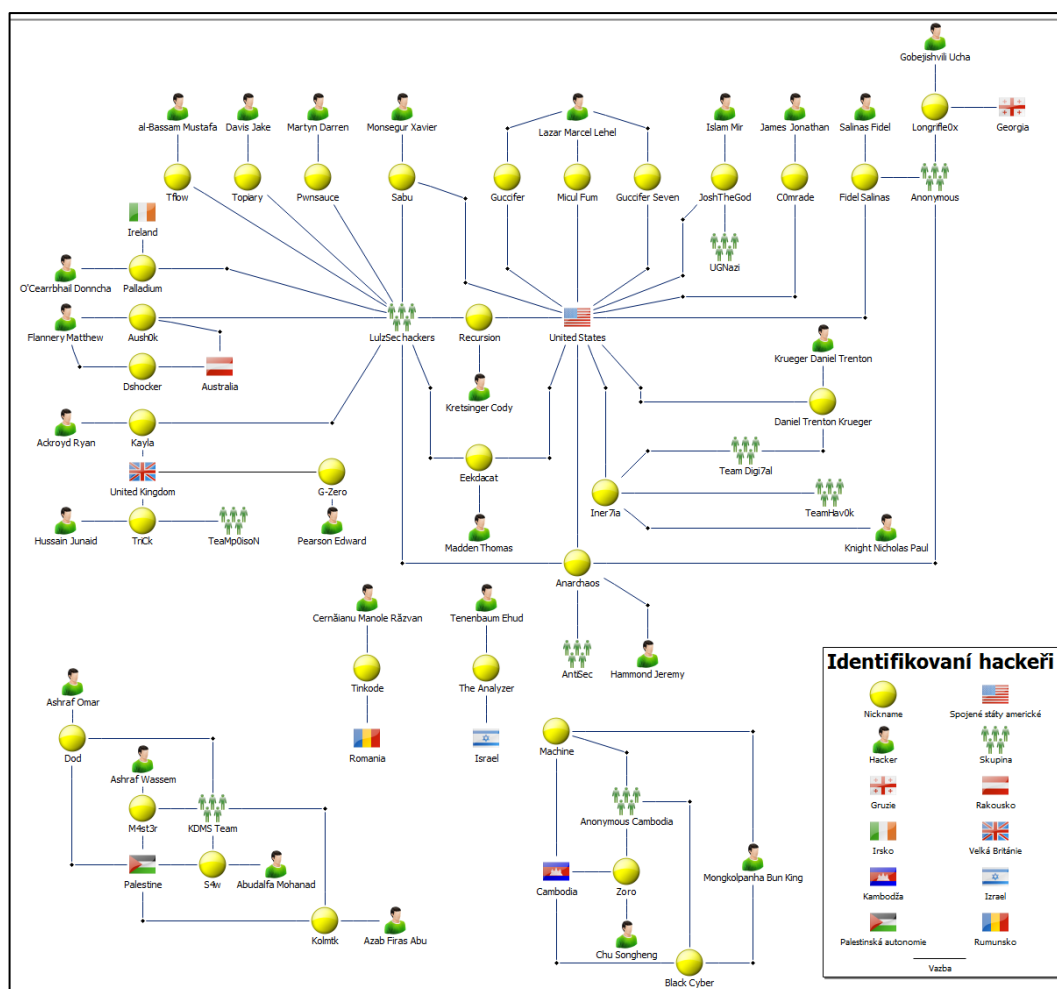 Gobejishvili Ucha
al-Bassam Mustafa
Davis Jake
Martyn Darren
Monsegur Xavier
Lazar Marcel Lehel
Islam Mir
James Jonathan
Salinas Fidel
Longrifle0x
Georgia
Tflow
Topiary
Pwnsauce
Sabu
Guccifer
Micul Fum
Guccifer Seven
JoshTheGod
C0mrade
Fidel Salinas
Anonymous
Ireland
UGNazi
O'Cearrbhail Donncha
Palladium
Flannery Matthew
Aush0k
LulzSec hackers
Recursion
United States
Krueger Daniel Trenton
Dshocker
Australia
Kretsinger Cody
Daniel Trenton Krueger
Ackroyd Ryan
Kayla
Team Digi7al
United Kingdom
G-Zero
Eekdacat
Iner7ia
TeamHav0k
Hussain Junaid
TriCk
TeaMp0isoN
Pearson Edward
Madden Thomas
Knight Nicholas Paul
Anarchaos
Cernăianu Manole Răzvan
Tenenbaum Ehud
AntiSec
Hammond Jeremy
Tinkode
The Analyzer
Ashraf Omar
Dod
Romania
Israel
Machine
Ashraf Wassem
M4st3r
KDMS Team
Anonymous Cambodia
Palestine
S4w
Abudalfa Mohanad
Cambodia
Zoro
Mongkolpanha Bun King
Kolmtk
Azab Firas Abu
Chu Songheng
Black Cyber
Identifikovaní hackeři
Nickname
Spojené státy americké
Hacker
Skupina
Gruzie
Rakousko
Irsko
Velká Británie
Kambodža
Izrael
Palestinská autonomie
Rumunsko
Vazba